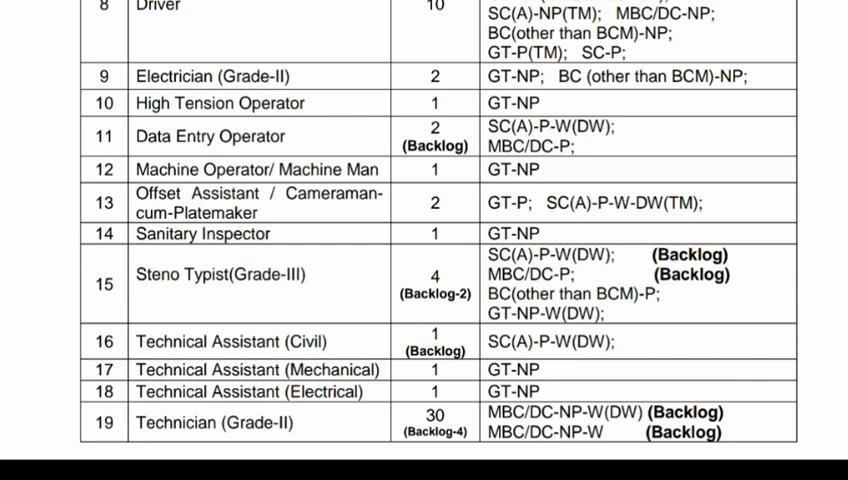 8 Driver 10
SC(A)-NP(TM); MBC/DC-NP;
BC(other than BCM)-NP;
GT-P(TM); SC-P;
9 Electrician (Grade-II) 2 GT-NP; BC (other than BCM)-NP;
10 High Tension Operator 1 GT-NP
11 Data Entry Operator 2 (Backlog) SC(A)-P-W(DW);
MBC/DC-P;
12 Machine Operator/ Machine Man 1 GT-NP
13 Offset Assistant / Cameraman-
cum-Platemaker 2 GT-P; SC(A)-P-W-DW(TM);
14 Sanitary Inspector 1 GT-NP
15 Steno Typist(Grade-III) 4 (Backlog-2) SC(A)-P-W(DW); (Backlog)
MBC/DC-P; (Backlog)
BC(other than BCM)-P;
GT-NP-W(DW);
16 Technical Assistant (Civil) 1 (Backlog) SC(A)-P-W(DW);
17 Technical Assistant (Mechanical) 1 GT-NP
18 Technical Assistant (Electrical) 1 GT-NP
19 Technician (Grade-II) 30 (Backlog-4) MBC/DC-NP-W(DW) (Backlog)
MBC/DC-NP-W (Backlog)